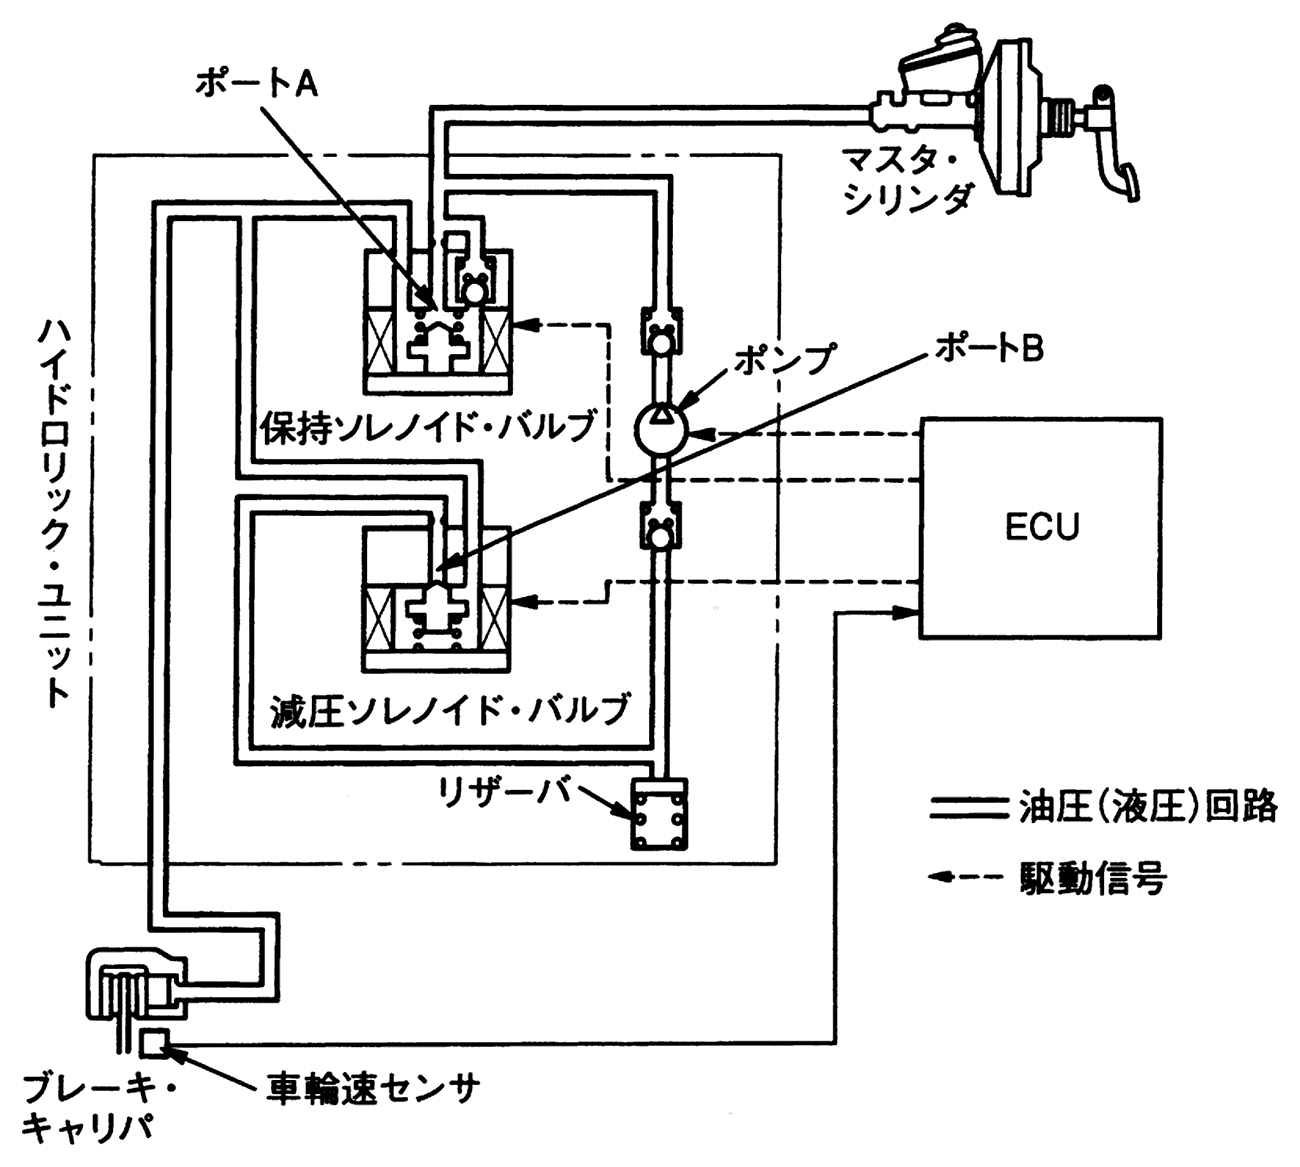 ポートA
マスタ・
シリンダ
ハイドロリック・ユニット
ポンプ
ポートB
保持ソレノイド・バルブ
ECU
減圧ソレノイド・バルブ
リザーバ
油圧(液圧)回路
駆動信号
車輪速センサ
ブレーキ・
キャリパ